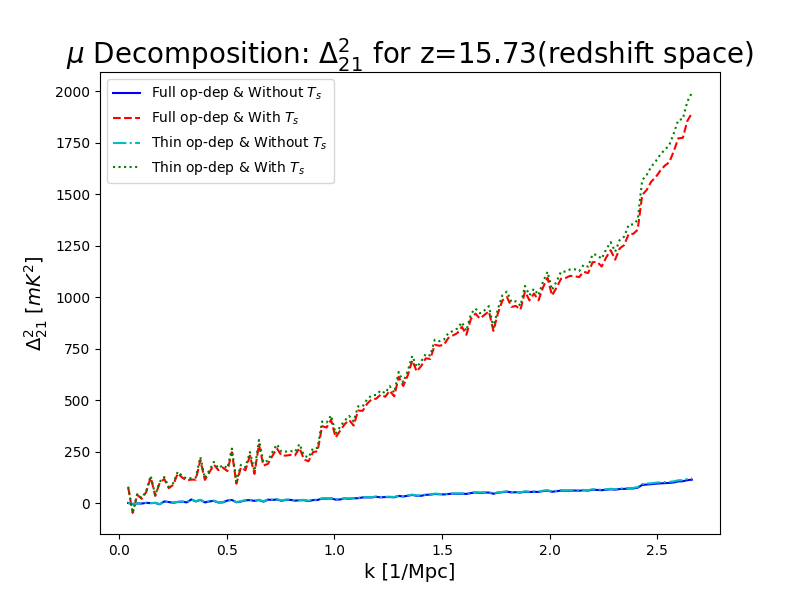 μ Decomposition: Δ²₂₁ for z=15.73(redshift space)
Full op-dep & Without Tₛ
Full op-dep & With Tₛ
Thin op-dep & Without Tₛ
Thin op-dep & With Tₛ
Δ²₂₁ [mK²]
2000
1750
1500
1250
1000
750
500
250
0
0.0 0.5 1.0 1.5 2.0 2.5
k [1/Mpc]